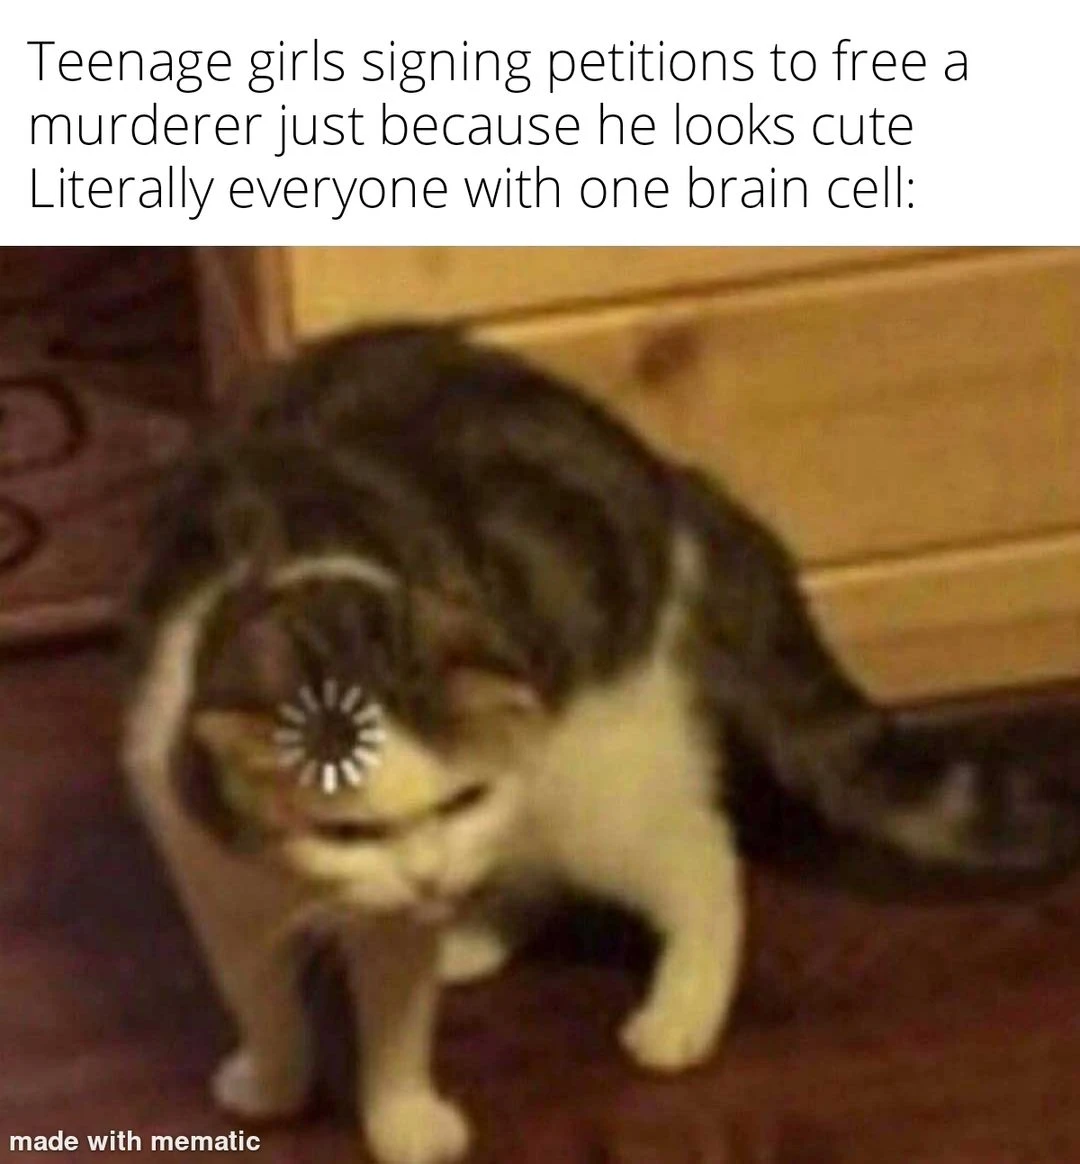 Teenage girls signing petitions to free a
murderer just because he looks cute
Literally everyone with one brain cell:
made with mematic